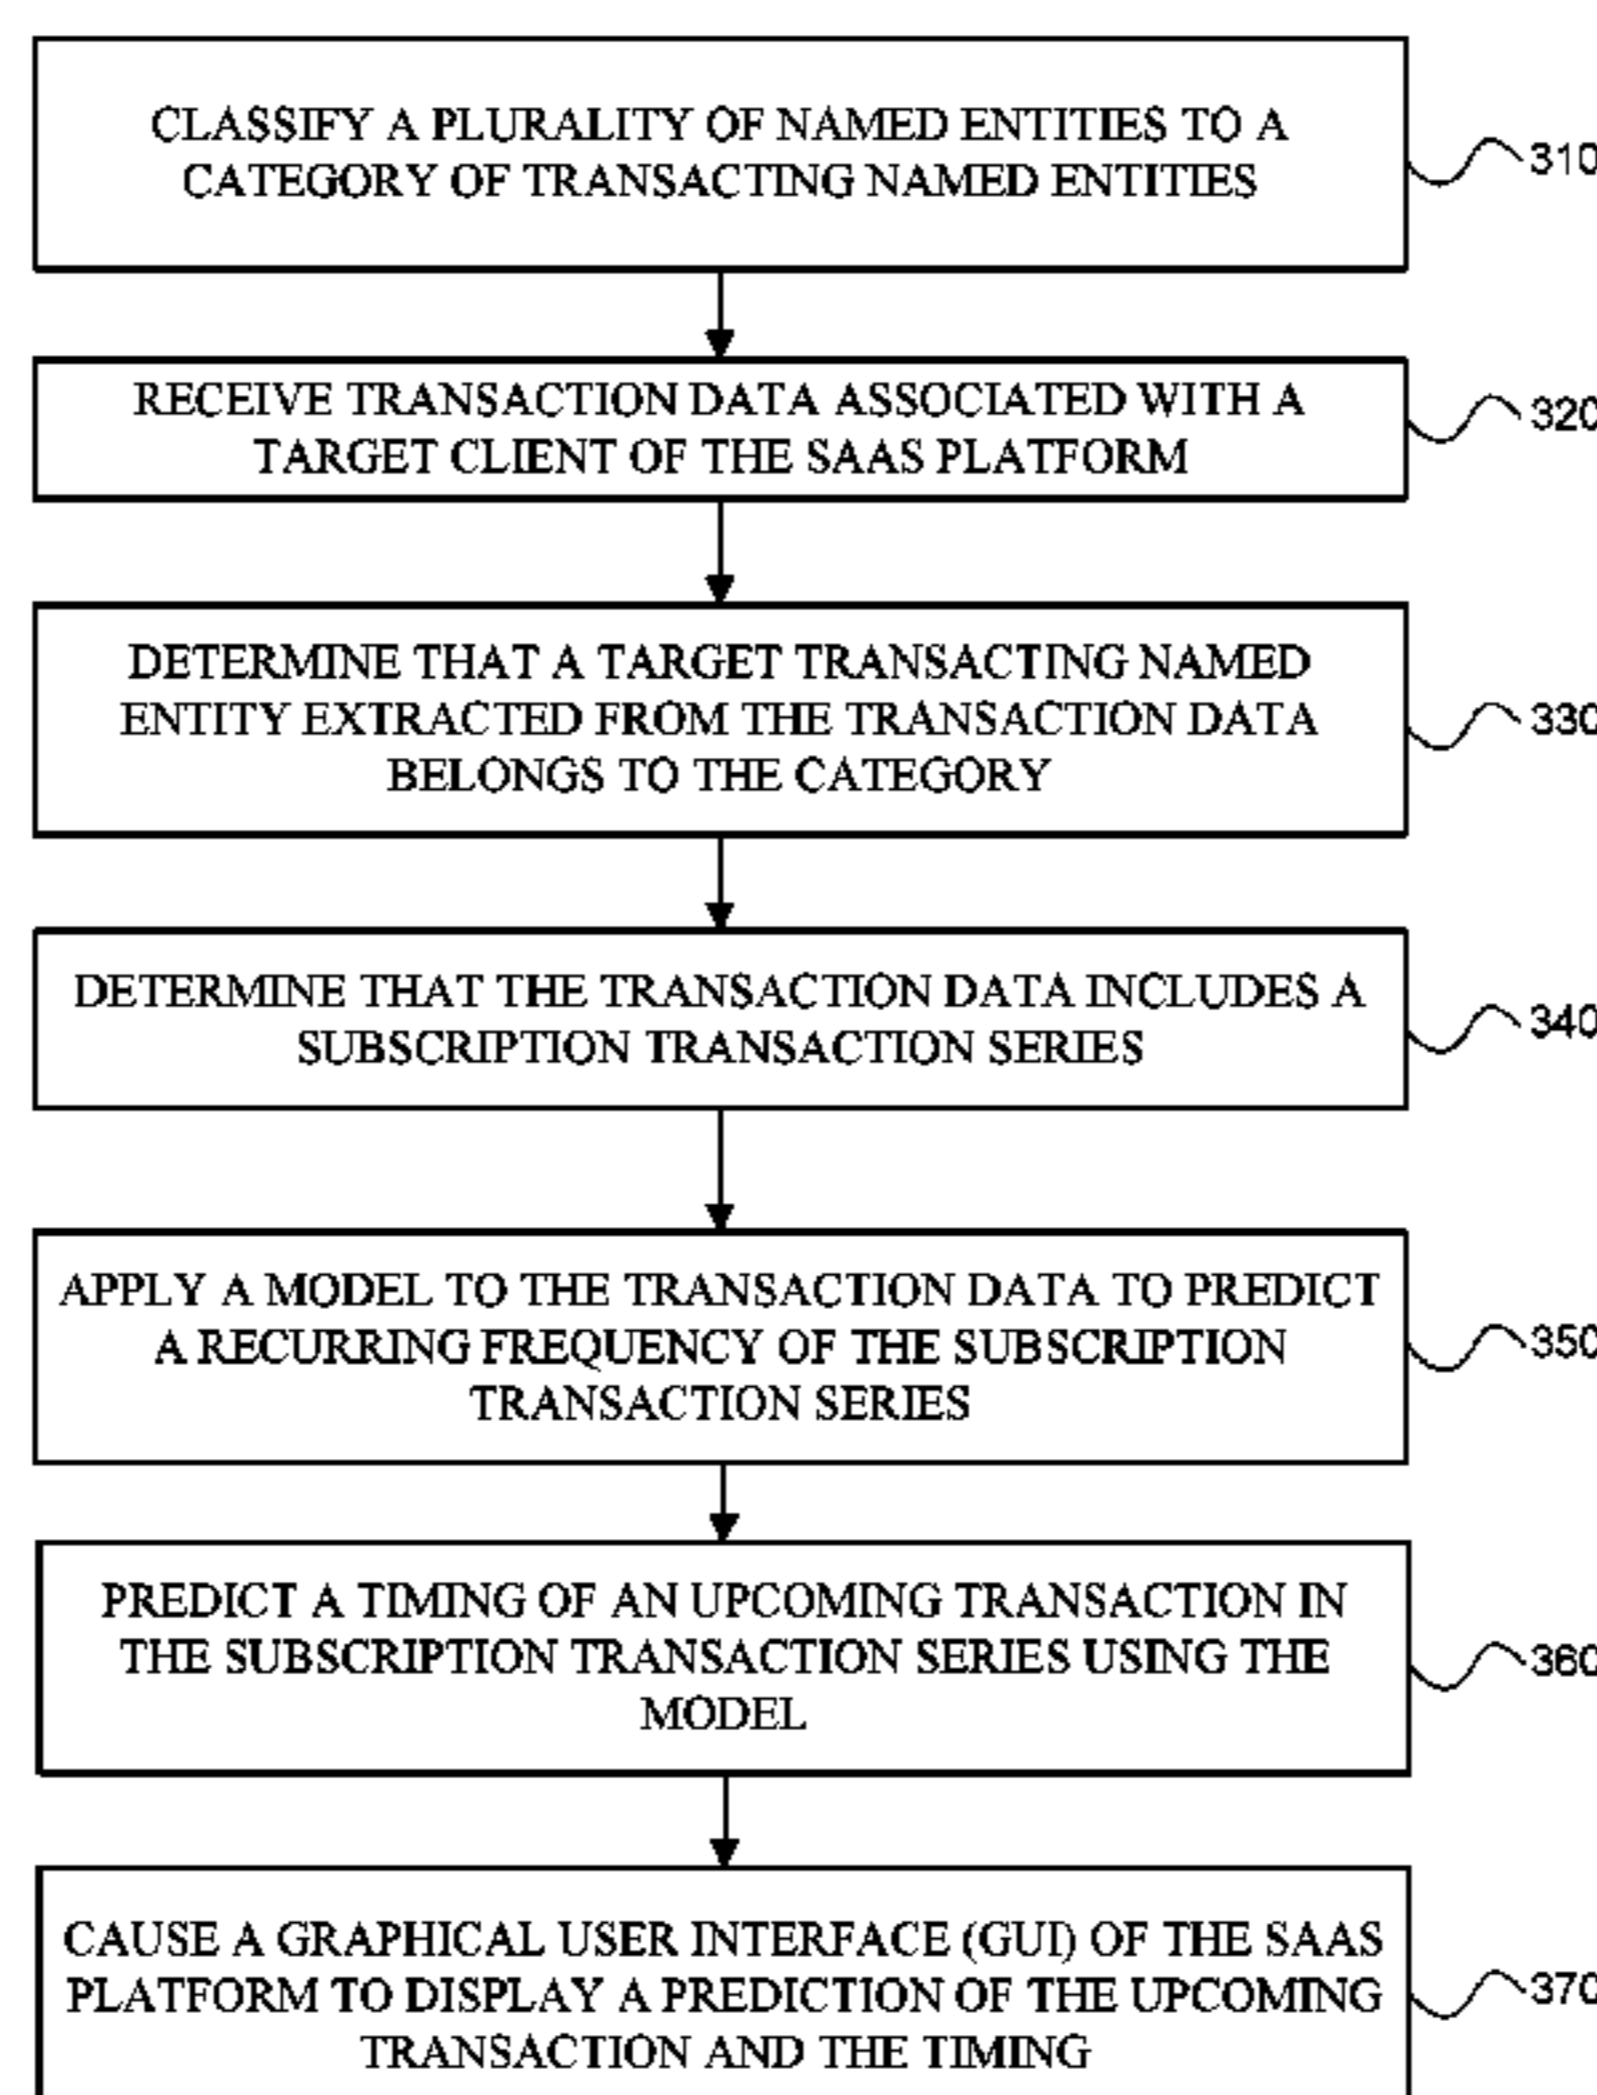 CLASSIFY A PLURALITY OF NAMED ENTITIES TO A
CATEGORY OF TRANSACTING NAMED ENTITIES
310
RECEIVE TRANSACTION DATA ASSOCIATED WITH A
TARGET CLIENT OF THE SAAS PLATFORM
320
DETERMINE THAT A TARGET TRANSACTING NAMED
ENTITY EXTRACTED FROM THE TRANSACTION DATA
BELONGS TO THE CATEGORY
330
DETERMINE THAT THE TRANSACTION DATA INCLUDES A
SUBSCRIPTION TRANSACTION SERIES
340
APPLY A MODEL TO THE TRANSACTION DATA TO PREDICT
A RECURRING FREQUENCY OF THE SUBSCRIPTION
TRANSACTION SERIES
350
PREDICT A TIMING OF AN UPCOMING TRANSACTION IN
THE SUBSCRIPTION TRANSACTION SERIES USING THE
MODEL
360
CAUSE A GRAPHICAL USER INTERFACE (GUI) OF THE SAAS
PLATFORM TO DISPLAY A PREDICTION OF THE UPCOMING
TRANSACTION AND THE TIMING
370